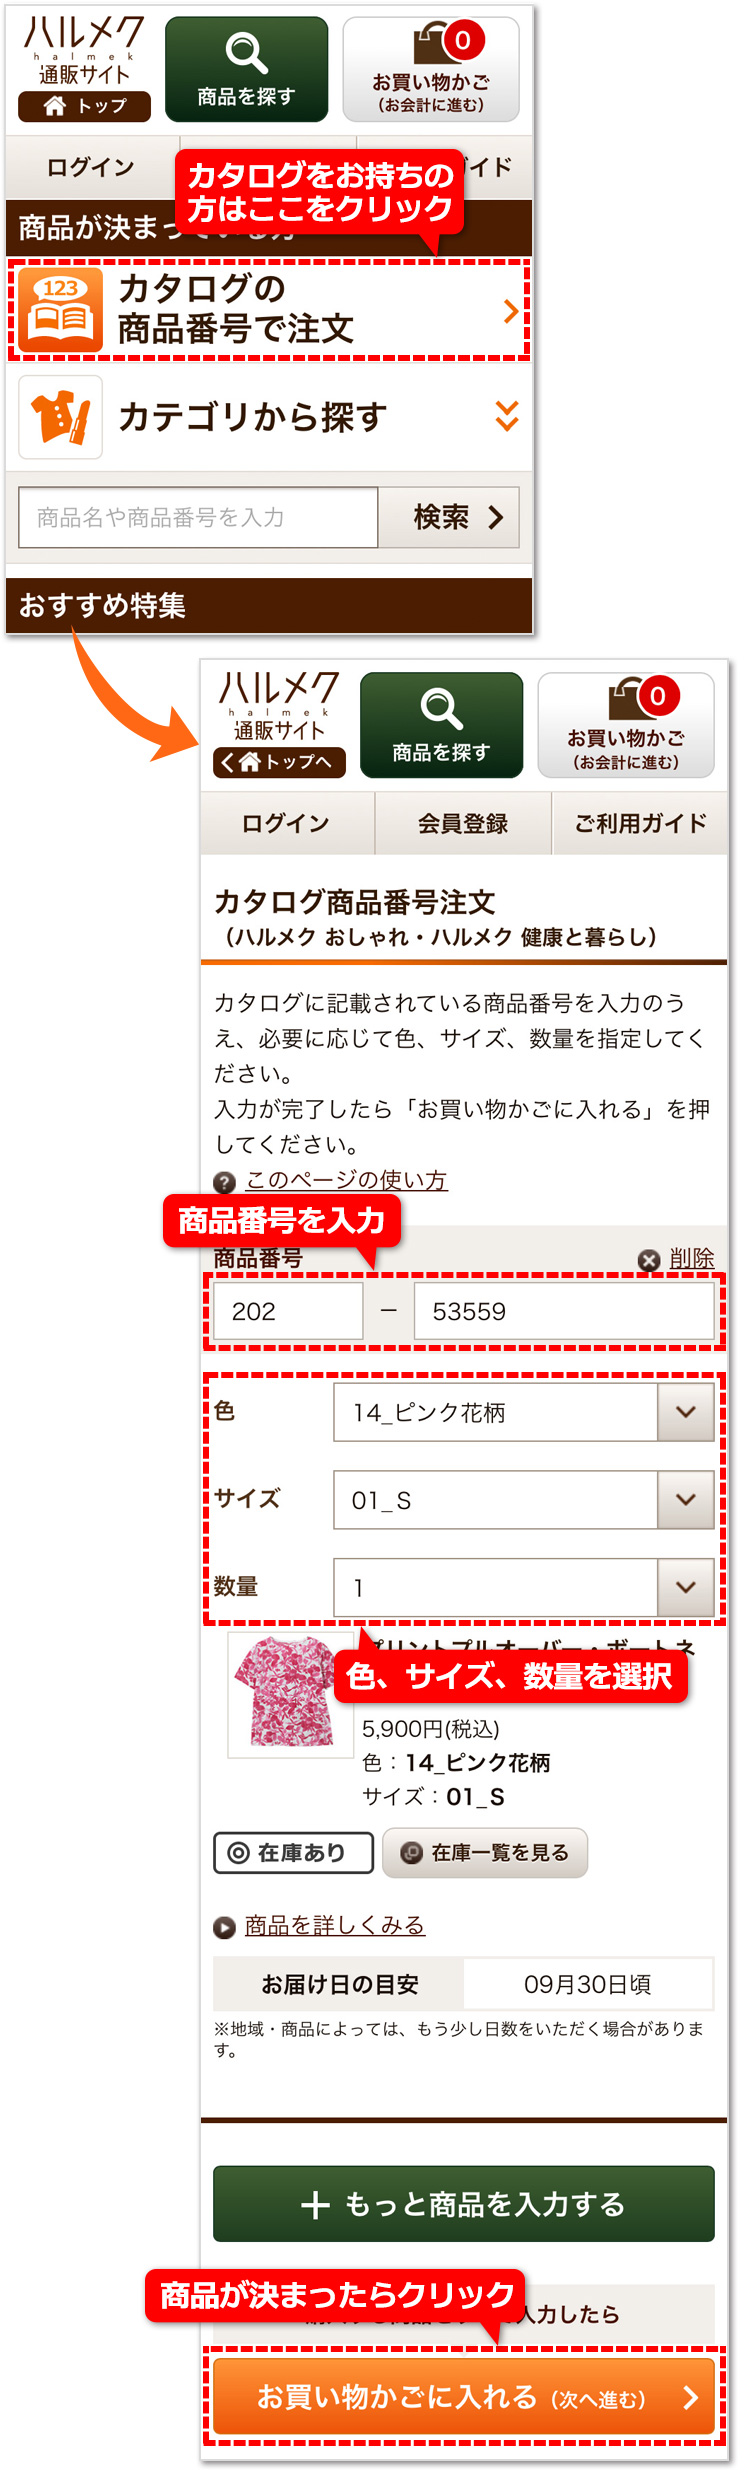 ハルメク
halmek
通販サイト
トップ
商品を探す
0
お買い物かご
(お会計に進む)
ログイン
イド
カタログをお持ちの
方はここをクリック
商品が決まっている方
123
カタログの
商品番号で注文
カテゴリから探す
商品名や商品番号を入力
検索
おすすめ特集
ハルメク
halmek
通販サイト
トップへ
商品を探す
0
お買い物かご
(お会計に進む)
ログイン
会員登録
ご利用ガイド
カタログ商品番号注文
(ハルメク おしゃれ・ハルメク 健康と暮らし)
カタログに記載されている商品番号を入力のう
え、必要に応じて色、サイズ、数量を指定してく
ださい。
入力が完了したら「お買い物かごに入れる」を押
してください。
? このページの使い方
商品番号を入力
商品番号
削除
202 － 53559
色 14_ピンク花柄
サイズ 01_S
数量 1
プリントプルオーバー・ボートネ
色、サイズ、数量を選択
5,900円(税込)
色：14_ピンク花柄
サイズ：01_S
◎ 在庫あり
在庫一覧を見る
商品を詳しくみる
お届け日の目安 09月30日頃
※地域・商品によっては、もう少し日数をいただく場合がありま
す。
＋ もっと商品を入力する
商品が決まったらクリック
入力したら
お買い物かごに入れる (次へ進む)